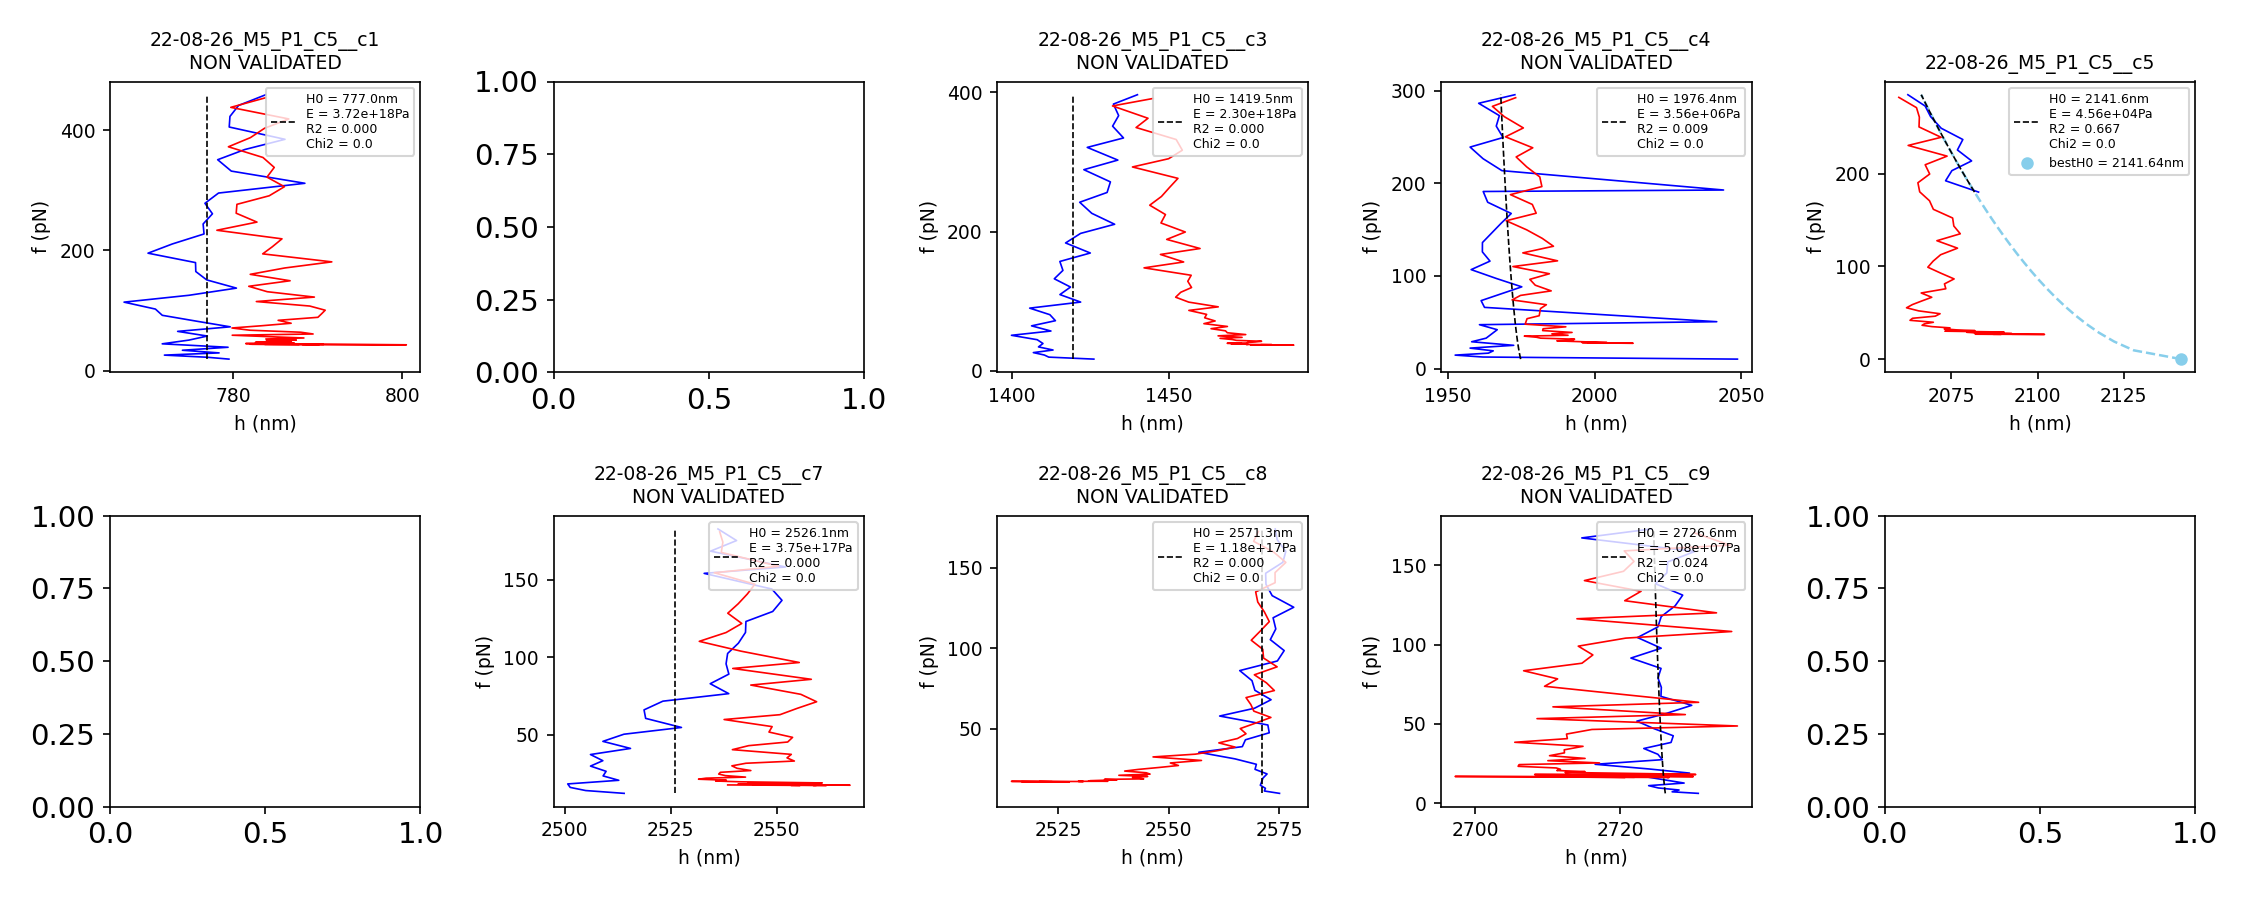 22-08-26_M5_P1_C5__c1
NON VALIDATED
H0 = 777.0nm
E = 3.72e+18Pa
R2 = 0.000
Chi2 = 0.0
400
200
0
f (pN)
780
800
h (nm)
1.00
0.75
0.50
0.25
0.00
0.0
0.5
1.0
22-08-26_M5_P1_C5__c3
NON VALIDATED
H0 = 1419.5nm
E = 2.30e+18Pa
R2 = 0.000
Chi2 = 0.0
400
200
0
f (pN)
1400
1450
h (nm)
22-08-26_M5_P1_C5__c4
NON VALIDATED
H0 = 1976.4nm
E = 3.56e+06Pa
R2 = 0.009
Chi2 = 0.0
300
200
100
0
f (pN)
1950
2000
2050
h (nm)
22-08-26_M5_P1_C5__c5
H0 = 2141.6nm
E = 4.56e+04Pa
R2 = 0.667
Chi2 = 0.0
bestH0 = 2141.64nm
200
100
0
f (pN)
2075
2100
2125
h (nm)
1.00
0.75
0.50
0.25
0.00
0.0
0.5
1.0
22-08-26_M5_P1_C5__c7
NON VALIDATED
H0 = 2526.1nm
E = 3.75e+17Pa
R2 = 0.000
Chi2 = 0.0
150
100
50
f (pN)
2500
2525
2550
h (nm)
22-08-26_M5_P1_C5__c8
NON VALIDATED
H0 = 2571.3nm
E = 1.18e+17Pa
R2 = 0.000
Chi2 = 0.0
150
100
50
f (pN)
2525
2550
2575
h (nm)
22-08-26_M5_P1_C5__c9
NON VALIDATED
H0 = 2726.6nm
E = 5.08e+07Pa
R2 = 0.024
Chi2 = 0.0
150
100
50
0
f (pN)
2700
2720
h (nm)
1.00
0.75
0.50
0.25
0.00
0.0
0.5
1.0